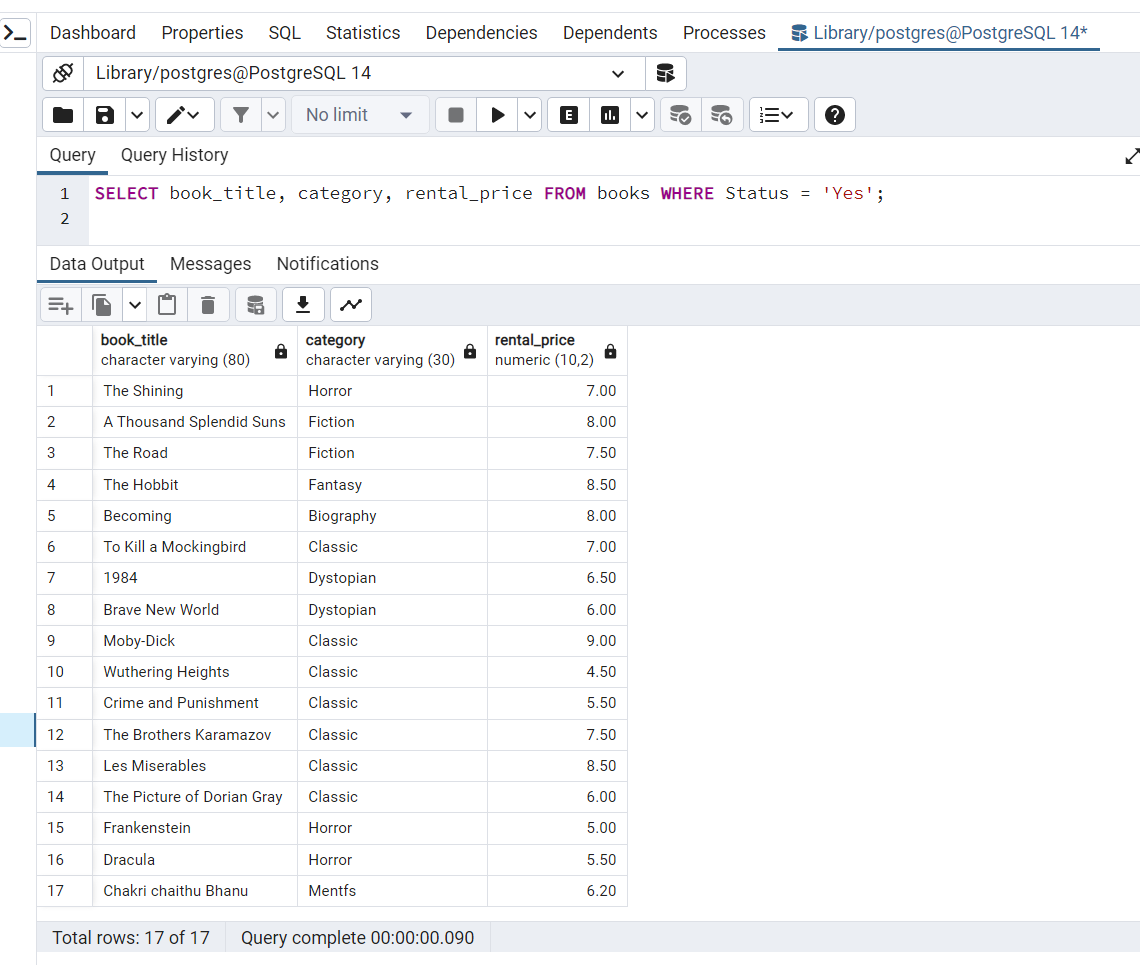 Dashboard Properties SQL Statistics Dependencies Dependents Processes Library/postgres@PostgreSQL 14*
Library/postgres@PostgreSQL 14
No limit E
Query Query History
1 SELECT book_title, category, rental_price FROM books WHERE Status = 'Yes';
2
Data Output Messages Notifications
book_title category rental_price
character varying (80) character varying (30) numeric (10,2)
1 The Shining Horror 7.00
2 A Thousand Splendid Suns Fiction 8.00
3 The Road Fiction 7.50
4 The Hobbit Fantasy 8.50
5 Becoming Biography 8.00
6 To Kill a Mockingbird Classic 7.00
7 1984 Dystopian 6.50
8 Brave New World Dystopian 6.00
9 Moby-Dick Classic 9.00
10 Wuthering Heights Classic 4.50
11 Crime and Punishment Classic 5.50
12 The Brothers Karamazov Classic 7.50
13 Les Miserables Classic 8.50
14 The Picture of Dorian Gray Classic 6.00
15 Frankenstein Horror 5.00
16 Dracula Horror 5.50
17 Chakri chaithu Bhanu Mentfs 6.20
Total rows: 17 of 17 Query complete 00:00:00.090